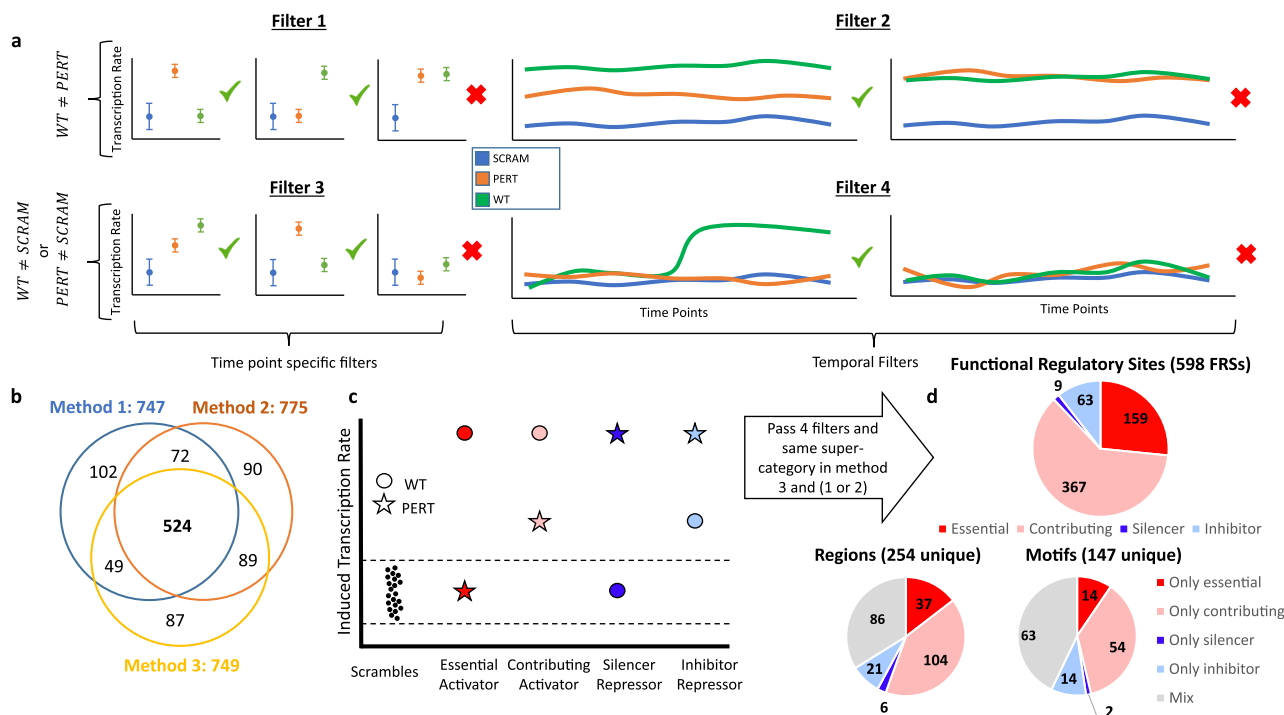 a
Filter 1
Filter 2
WT ≠ PERT
Transcription Rate
SCRAM
PERT
WT
Filter 3
Filter 4
WT ≠ SCRAM
or
PERT ≠ SCRAM
Transcription Rate
Time Points
Time Points
Time point specific filters
Temporal Filters
b
Method 1: 747
Method 2: 775
102
72
90
524
49
89
87
Method 3: 749
c
Induced Transcription Rate
WT
PERT
Scrambles
Essential
Activator
Contributing
Activator
Silencer
Repressor
Inhibitor
Repressor
Pass 4 filters and
same super-
category in method
3 and (1 or 2)
d
Functional Regulatory Sites (598 FRSs)
9
63
159
367
Essential
Contributing
Silencer
Inhibitor
Regions (254 unique)
86
37
21
104
6
Motifs (147 unique)
14
63
54
14
2
Only essential
Only contributing
Only silencer
Only inhibitor
Mix